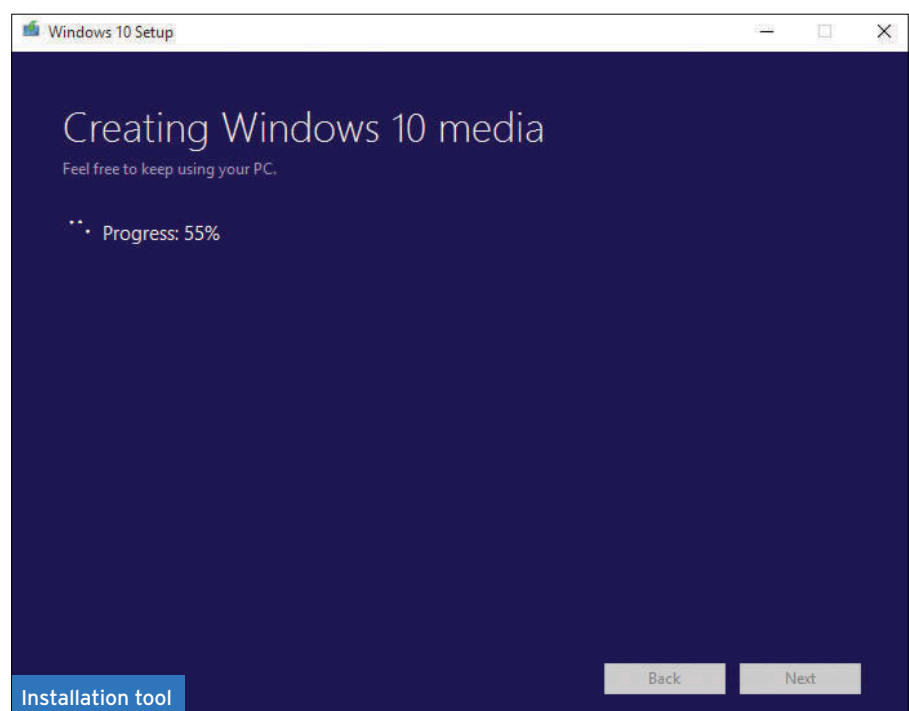 Windows 10 Setup
Creating Windows 10 media
Feel free to keep using your PC.
Progress: 55%
Back
Next
Installation tool